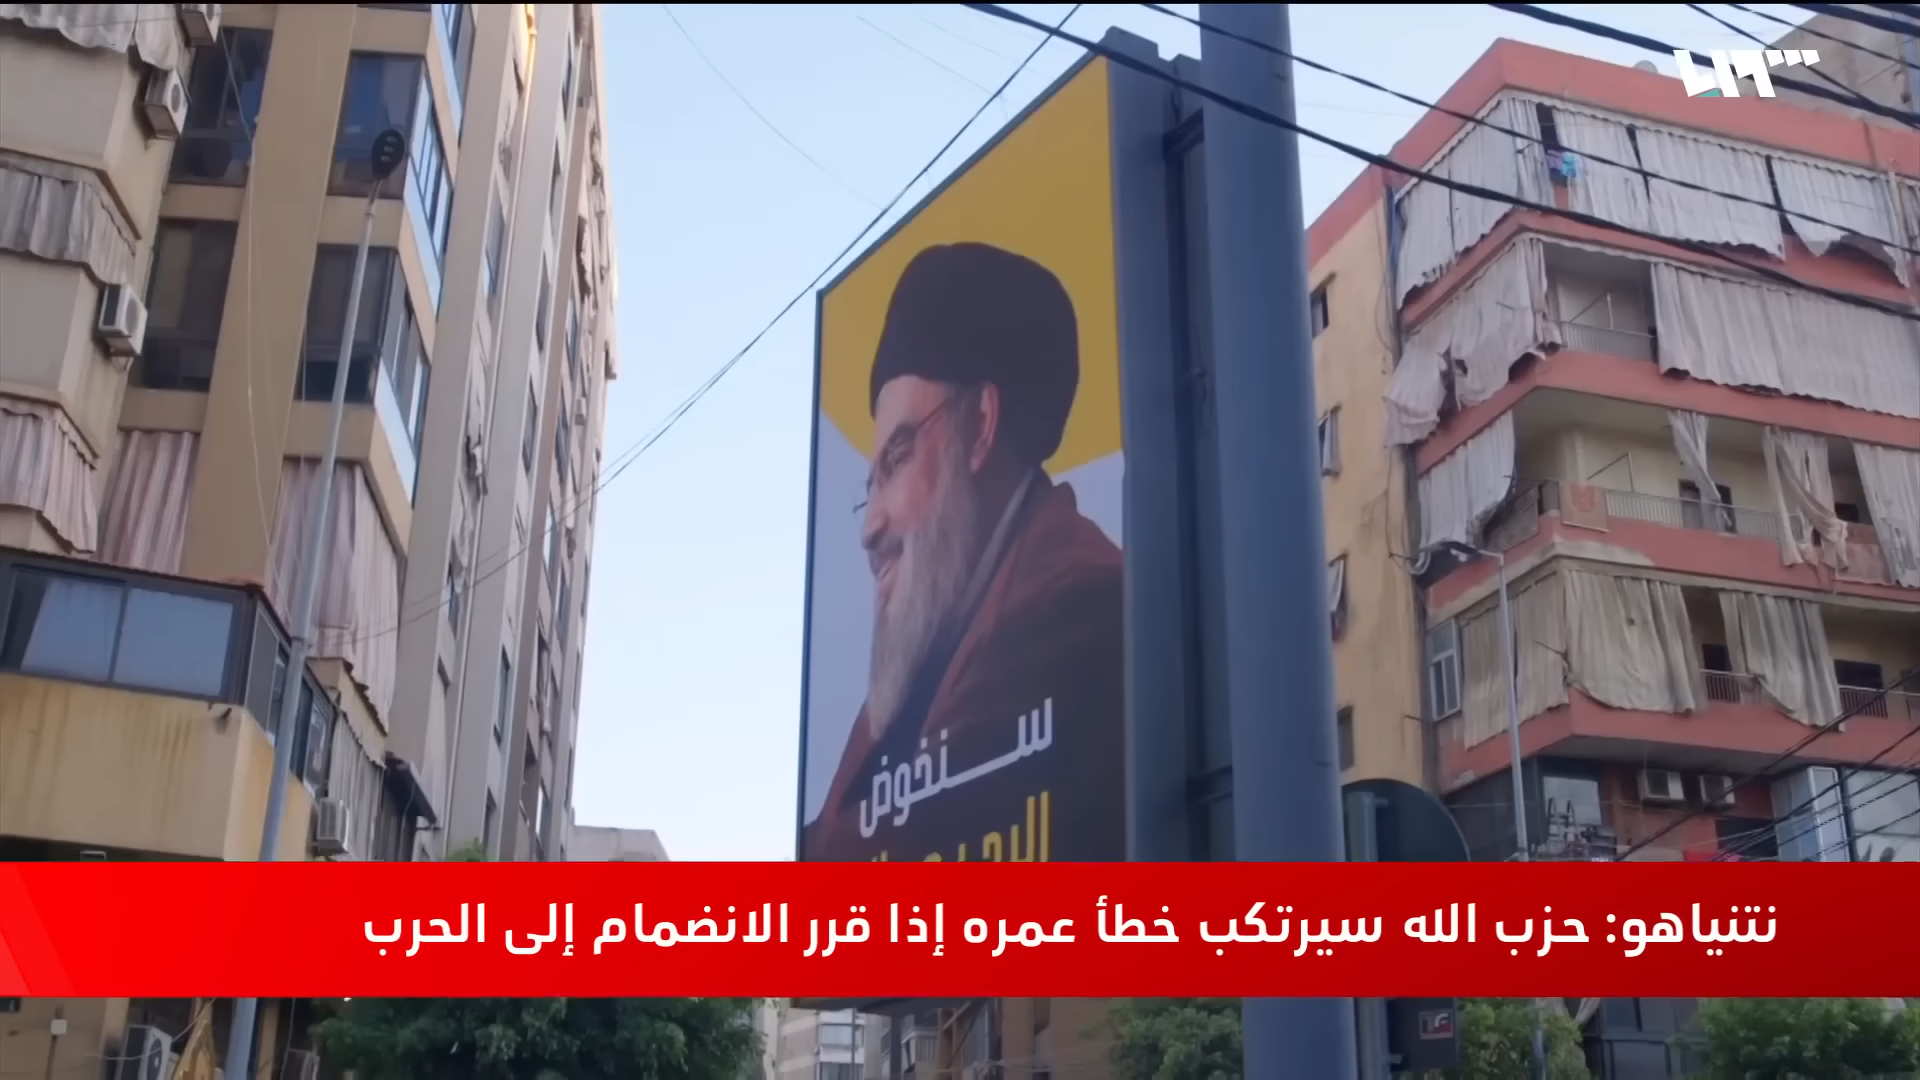 سنخوض
نتنياهو: حزب الله سيرتكب خطأ عمره إذا قرر الانضمام إلى الحرب